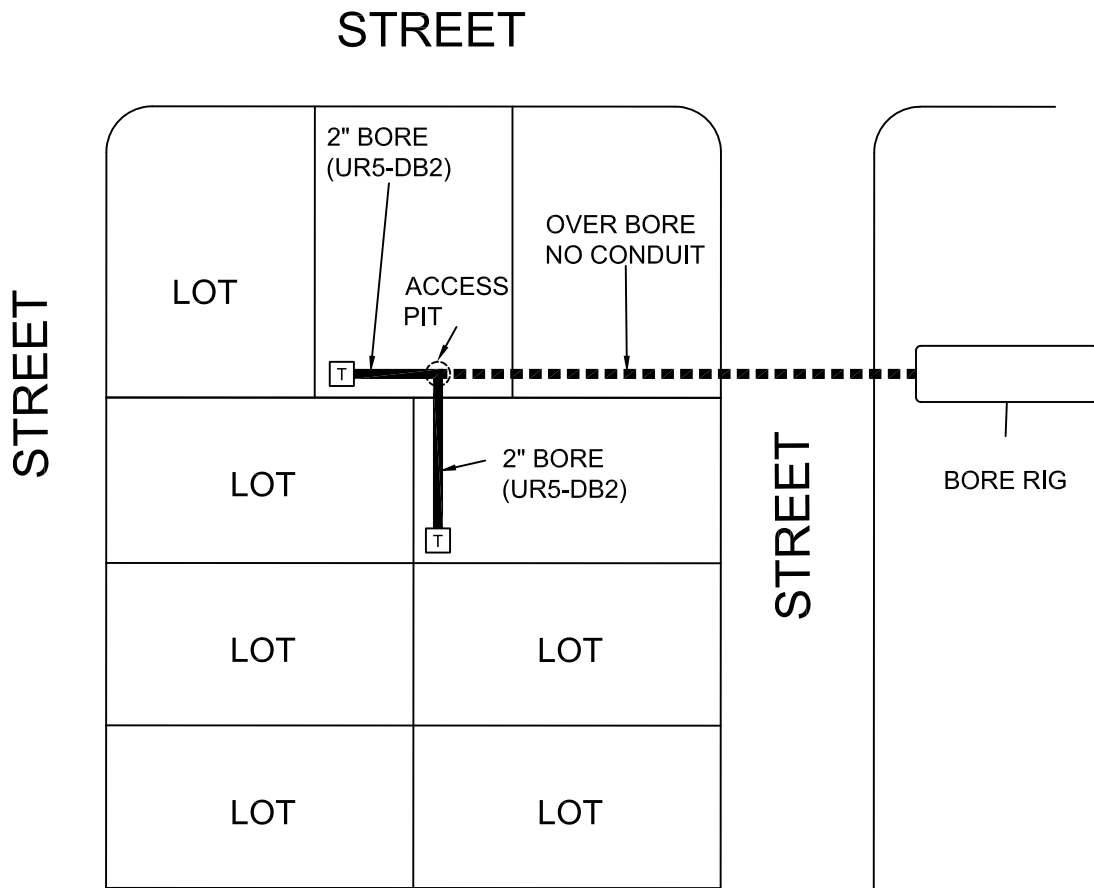 STREET
2" BORE
(UR5-DB2)
OVER BORE
NO CONDUIT
LOT
ACCESS
PIT
STREET
T
LOT
2" BORE
(UR5-DB2)
BORE RIG
T
STREET
LOT
LOT
LOT
LOT